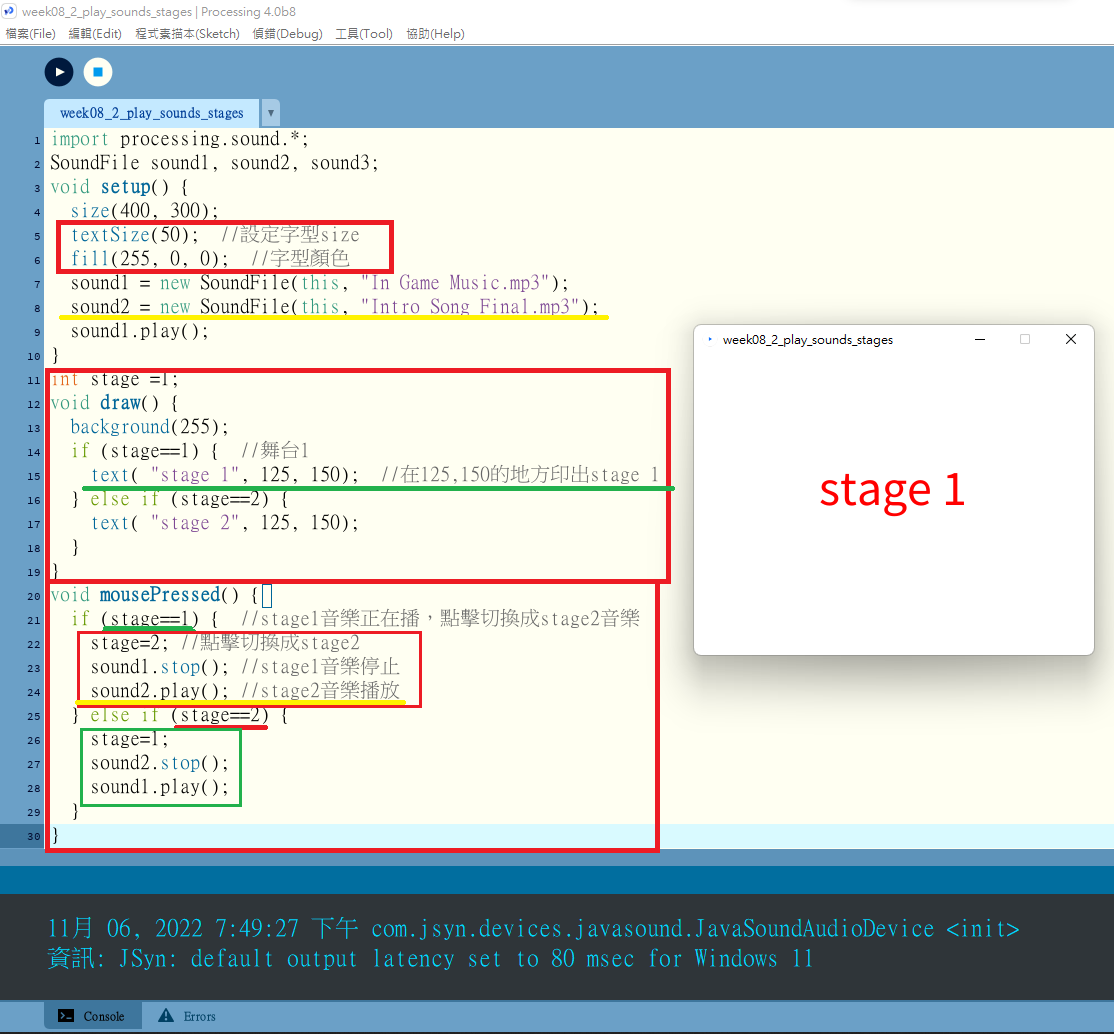 week08_2_play_sounds_stages | Processing 4.0b8
檔案(File) 編輯(Edit) 程式素描本(Sketch) 偵錯(Debug) 工具(Tool) 協助(Help)
week08_2_play_sounds_stages
1 import processing.sound.*;
2 SoundFile sound1, sound2, sound3;
3 void setup() {
4 size(400, 300);
5 textSize(50); //設定字型size
6 fill(255, 0, 0); //字型顏色
7 sound1 = new SoundFile(this, "In Game Music.mp3");
8 sound2 = new SoundFile(this, "Intro Song_Final.mp3");
9 sound1.play();
10 }
11 int stage =1;
12 void draw() {
13 background(255);
14 if (stage==1) { //舞台1
15 text( "stage 1", 125, 150); //在125,150的地方印出stage 1
16 } else if (stage==2) {
17 text( "stage 2", 125, 150);
18 }
19 }
20 void mousePressed() {
21 if (stage==1) { //stage1音樂正在播，點擊切換成stage2音樂
22 stage=2; //點擊切換成stage2
23 sound1.stop(); //stage1音樂停止
24 sound2.play(); //stage2音樂播放
25 } else if (stage==2) {
26 stage=1;
27 sound2.stop();
28 sound1.play();
29 }
30 }
week08_2_play_sounds_stages
stage 1
11月 06, 2022 7:49:27 下午 com.jsyn.devices.javasound.JavaSoundAudioDevice <init>
資訊: JSyn: default output latency set to 80 msec for Windows 11
Console Errors